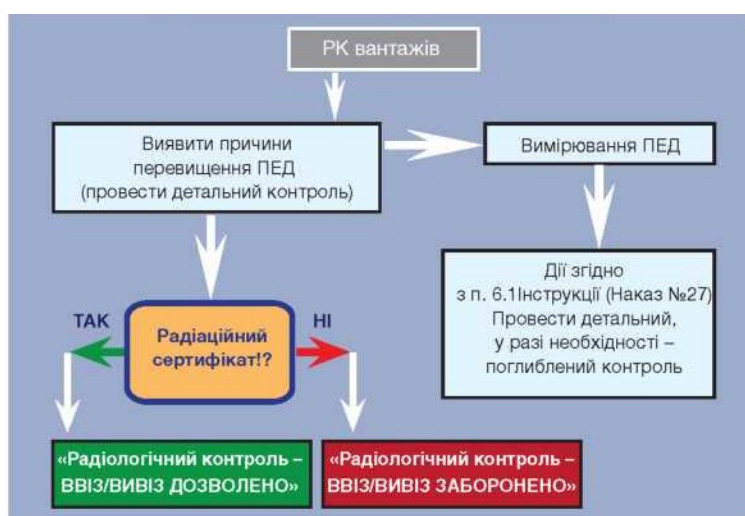 РК вантажів
Виявити причини
перевищення ПЕД
(провести детальний контроль)
Вимірювання ПЕД
Дії згідно
з п. 6.1Інструкції (Наказ №27)
Провести детальний,
у разі необхідності –
поглиблений контроль
ТАК
Радіаційний
сертифікат!?
НІ
«Радіологічний контроль –
ВВІЗ/ВИВІЗ ДОЗВОЛЕНО»
«Радіологічний контроль –
ВВІЗ/ВИВІЗ ЗАБОРОНЕНО»